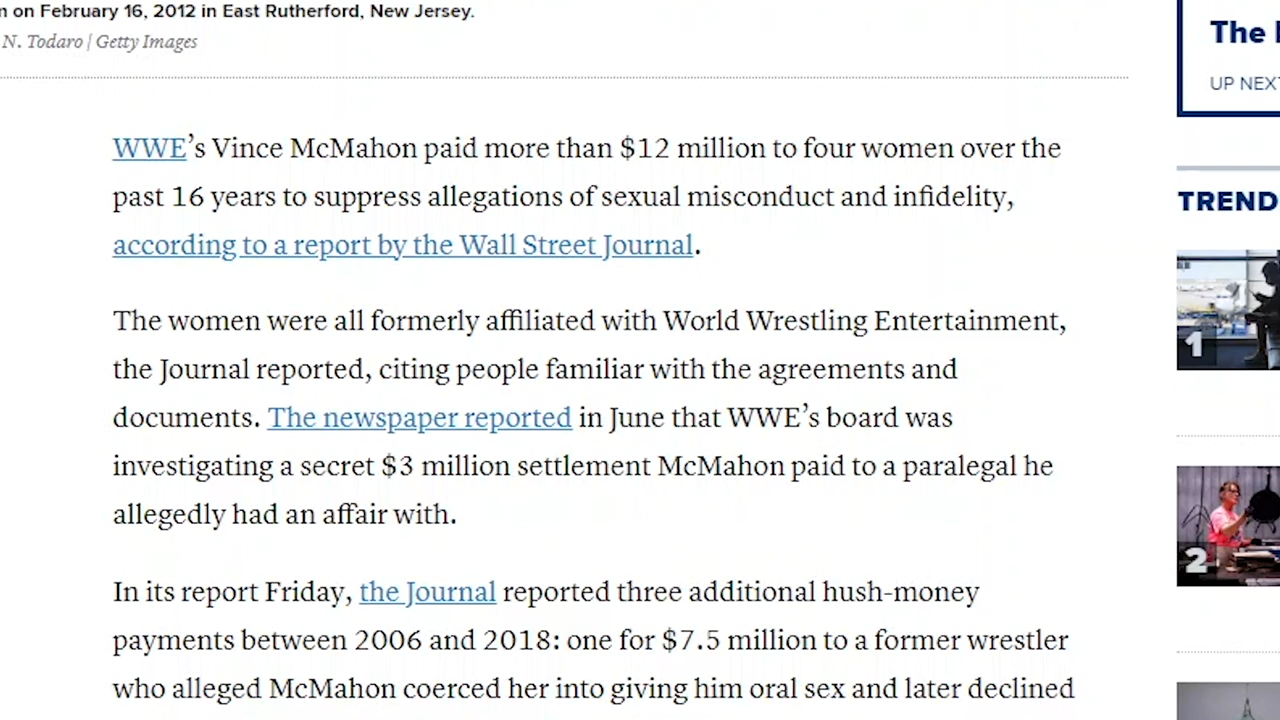 n on February 16, 2012 in East Rutherford, New Jersey.
N. Todaro | Getty Images
WWE’s Vince McMahon paid more than $12 million to four women over the
past 16 years to suppress allegations of sexual misconduct and infidelity,
according to a report by the Wall Street Journal.
The women were all formerly affiliated with World Wrestling Entertainment,
the Journal reported, citing people familiar with the agreements and
documents. The newspaper reported in June that WWE’s board was
investigating a secret $3 million settlement McMahon paid to a paralegal he
allegedly had an affair with.
In its report Friday, the Journal reported three additional hush-money
payments between 2006 and 2018: one for $7.5 million to a former wrestler
who alleged McMahon coerced her into giving him oral sex and later declined
The
UP NEXT
TREND
1
2